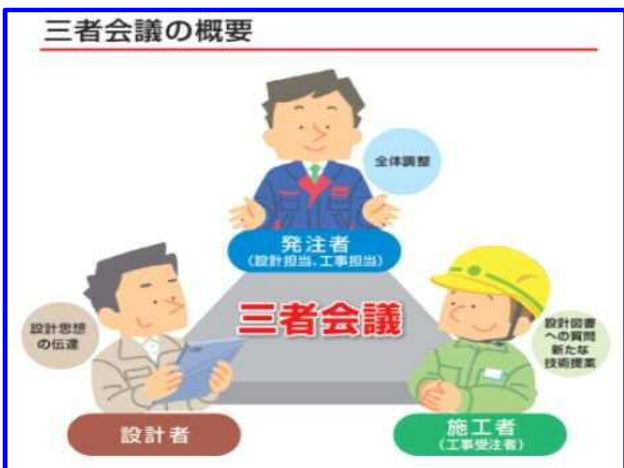 三者会議の概要
全体調整
発注者
(設計担当、工事担当)
三者会議
設計思想
の伝達
設計図書
への質問
新たな
技術提案
設計者
施工者
(工事受注者)